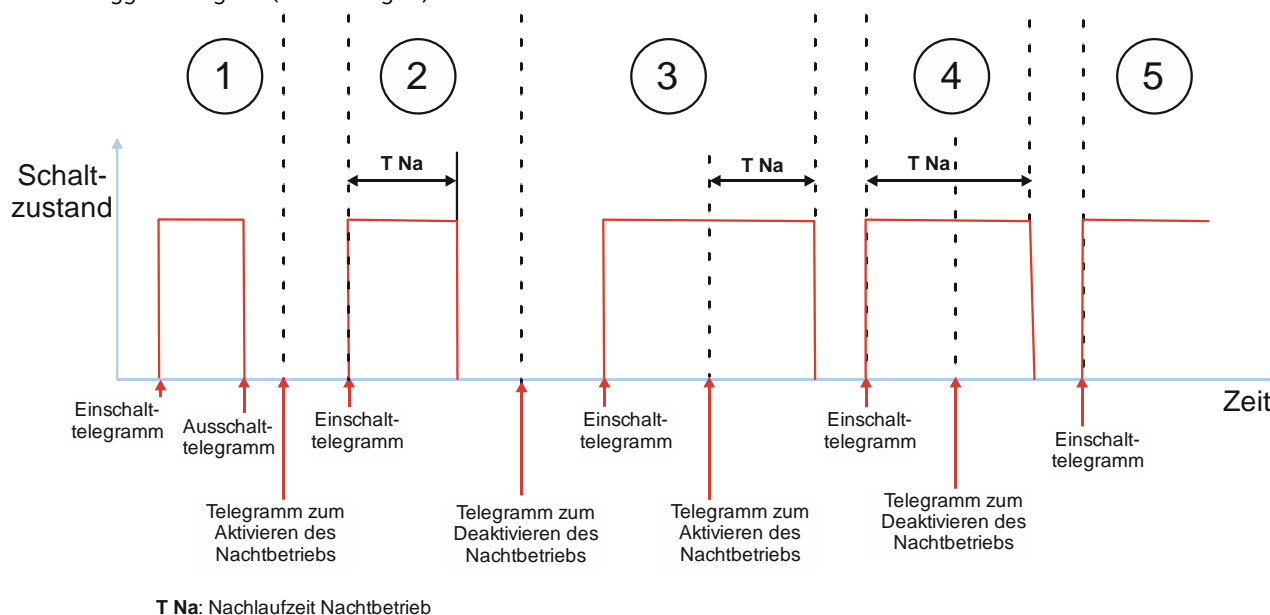 1
2
3
4
5
T Na
T Na
T Na
Schalt-
zustand
Zeit
Einschalt-
telegramm
Ausschalt-
telegramm
Einschalt-
telegramm
Einschalt-
telegramm
Einschalt-
telegramm
Einschalt-
telegramm
Telegramm zum
Aktivieren des
Nachtbetriebs
Telegramm zum
Deaktivieren des
Nachtbetriebs
Telegramm zum
Aktivieren des
Nachtbetriebs
Telegramm zum
Deaktivieren des
Nachtbetriebs
T Na: Nachlaufzeit Nachtbetrieb